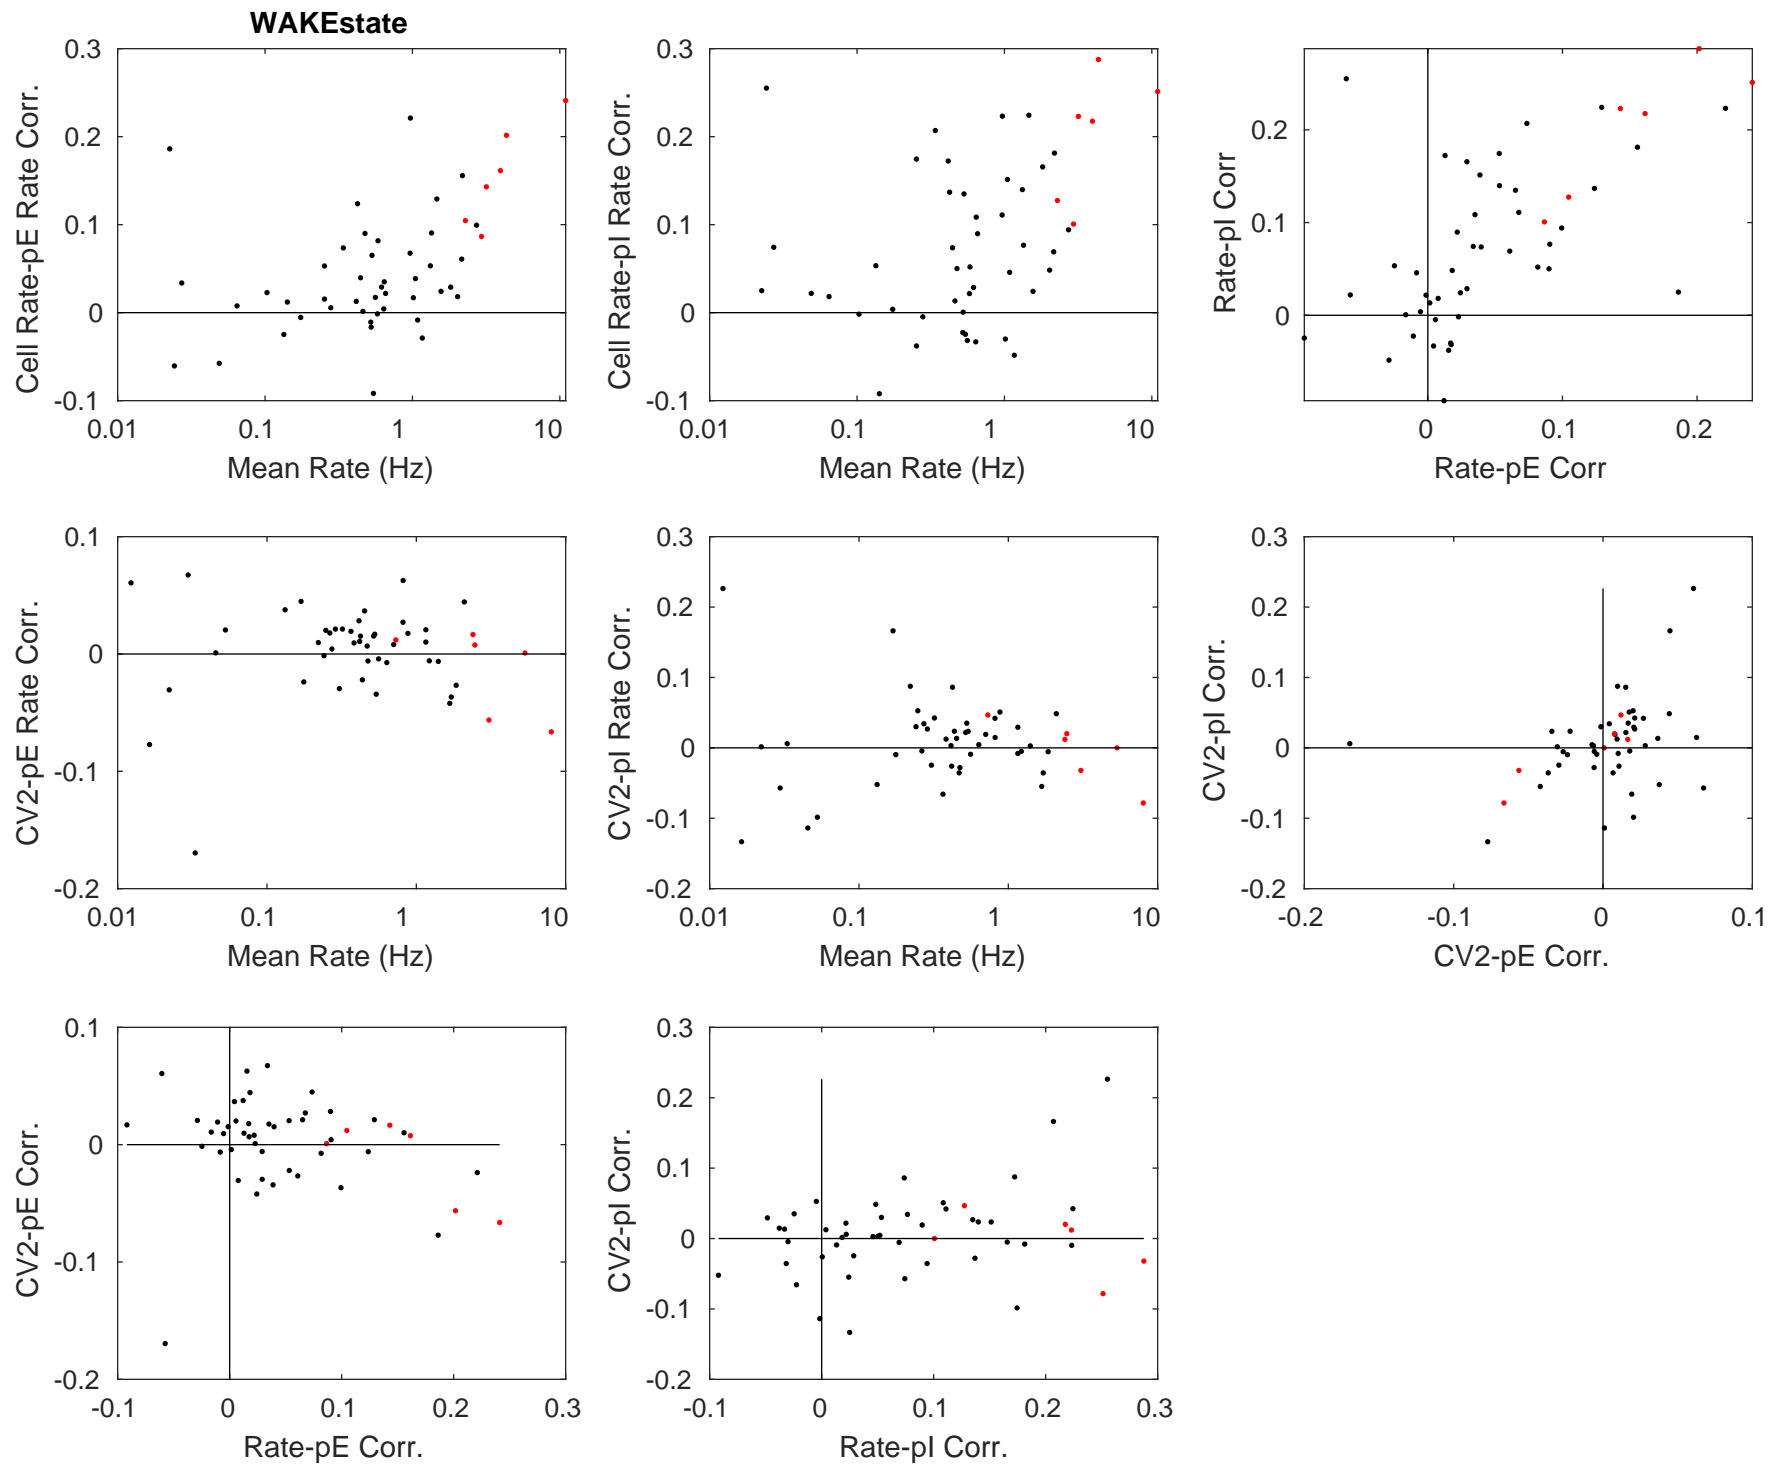 WAKEstate
0.3
0.2
0.1
0
-0.1
Cell Rate-pE Rate Corr.
0.01 0.1 1 10
Mean Rate (Hz)
0.3
0.2
0.1
0
-0.1
Cell Rate-pI Rate Corr.
0.01 0.1 1 10
Mean Rate (Hz)
0.2
0.1
0
Rate-pI Corr
0 0.1 0.2
Rate-pE Corr
0.1
0
-0.1
-0.2
CV2-pE Rate Corr.
0.01 0.1 1 10
Mean Rate (Hz)
0.3
0.2
0.1
0
-0.1
-0.2
CV2-pI Rate Corr.
0.01 0.1 1 10
Mean Rate (Hz)
0.3
0.2
0.1
0
-0.1
-0.2
CV2-pI Corr.
-0.2 -0.1 0 0.1
CV2-pE Corr.
0.1
0
-0.1
-0.2
CV2-pE Corr.
-0.1 0 0.1 0.2 0.3
Rate-pE Corr.
0.3
0.2
0.1
0
-0.1
-0.2
CV2-pI Corr.
-0.1 0 0.1 0.2 0.3
Rate-pI Corr.